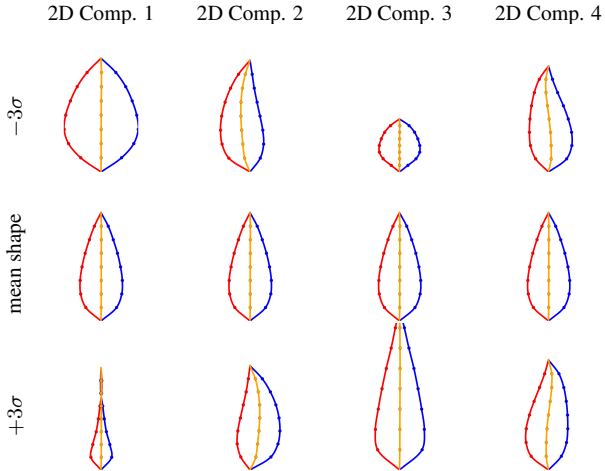 2D Comp. 1 2D Comp. 2 2D Comp. 3 2D Comp. 4
−3σ
mean shape
+3σ